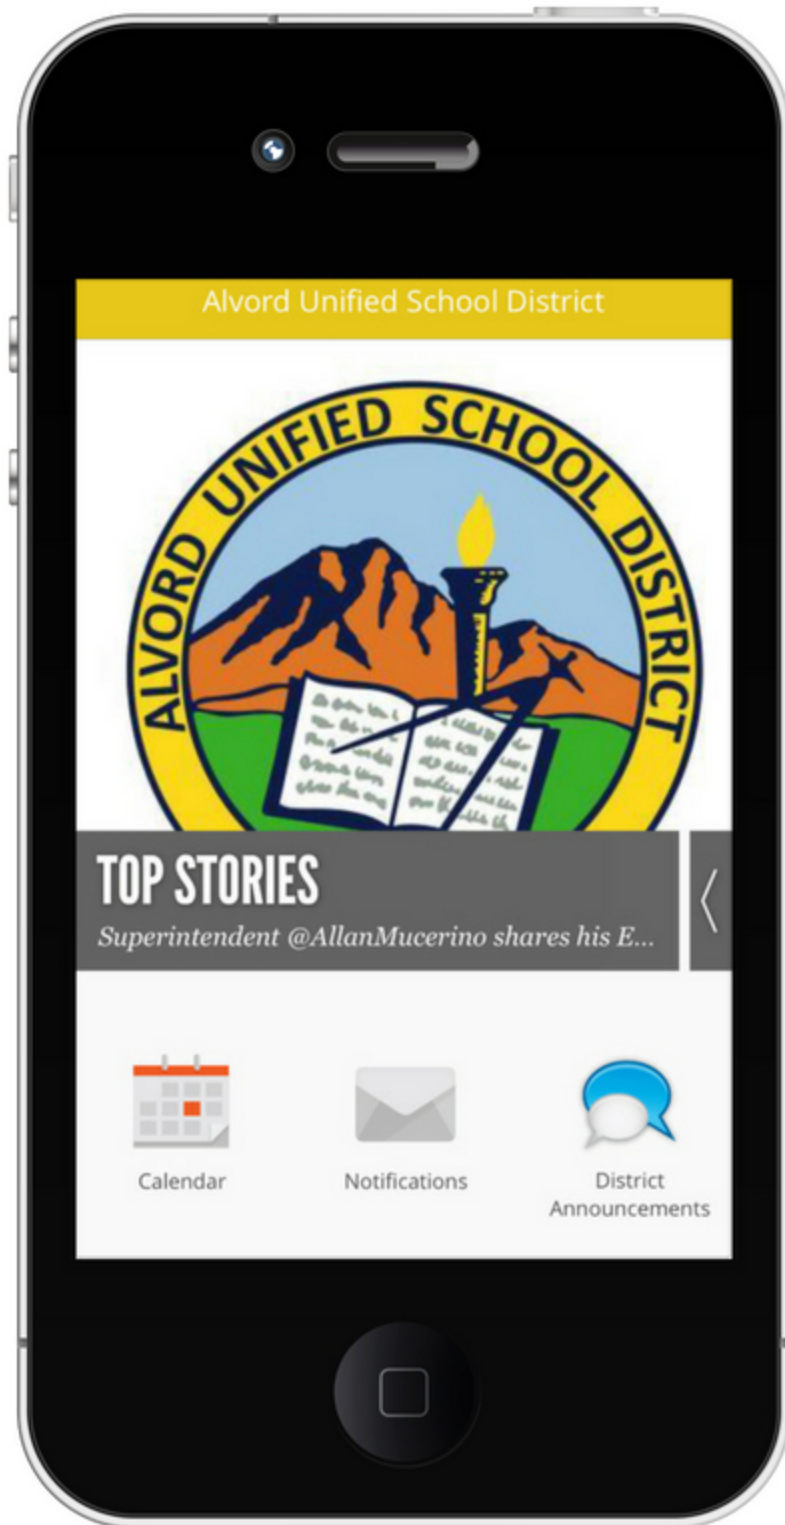 Alvord Unified School District
ALVORD UNIFIED SCHOOL DISTRICT
TOP STORIES
Superintendent @AllanMucerino shares his E...
Calendar
Notifications
District
Announcements